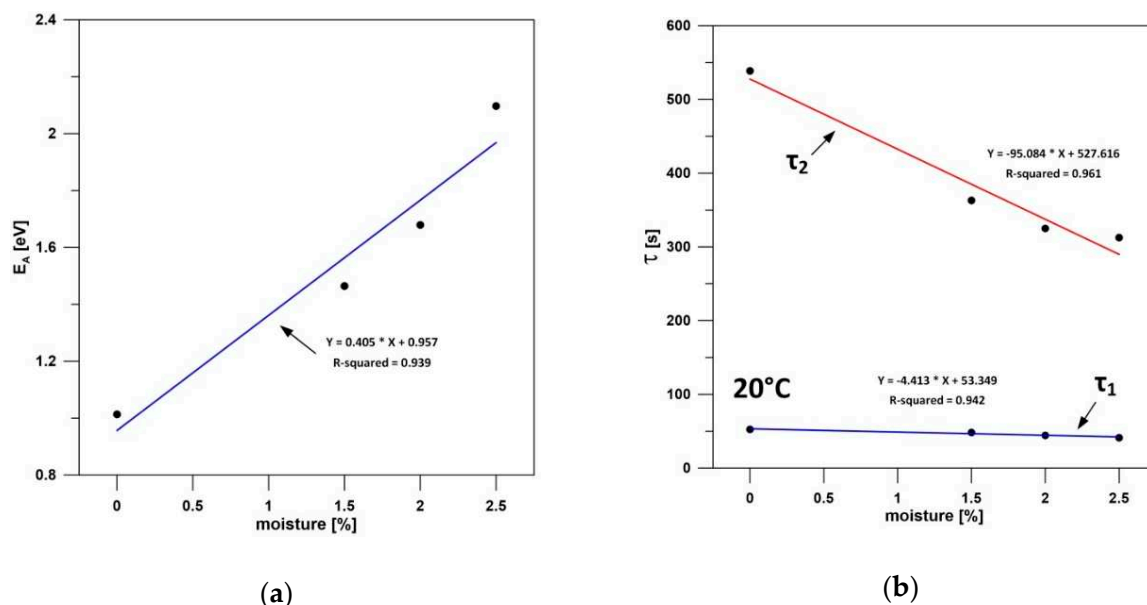 2.4
2
1.6
1.2
0.8
E_A [eV]
Y = 0.405 * X + 0.957
R-squared = 0.939
0 0.5 1 1.5 2 2.5
moisture [%]
(a)
600
500
400
300
200
100
0
τ [s]
τ₂
Y = -95.084 * X + 527.616
R-squared = 0.961
20°C
Y = -4.413 * X + 53.349
R-squared = 0.942
τ₁
0 0.5 1 1.5 2 2.5
moisture [%]
(b)